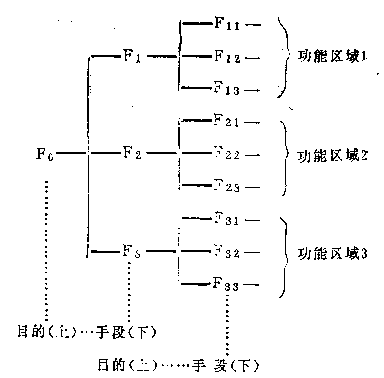 F11
F1 F12 功能区域1
F13
F21
F0 F2 F22 功能区域2
F23
F31
F3 F32 功能区域3
F33
目的(上)…手段(下)
目的(上)……手段(下)